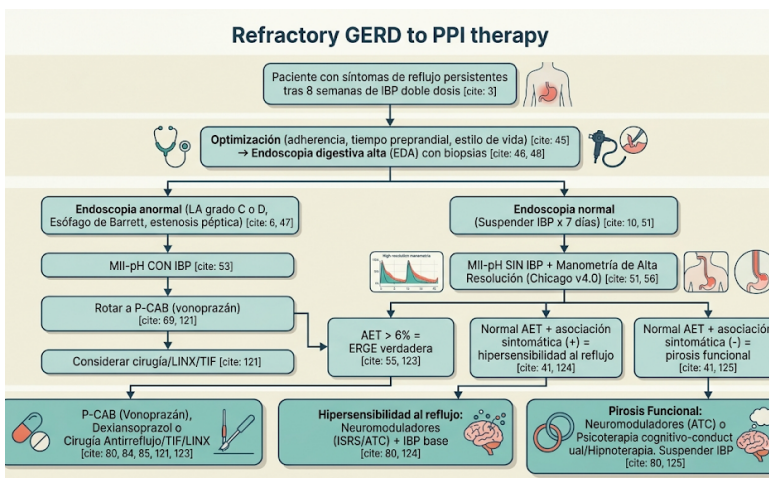 Refractory GERD to PPI therapy
Paciente con síntomas de reflujo persistentes
tras 8 semanas de IBP doble dosis [cite: 3]
Optimización (adherencia, tiempo preprandial, estilo de vida) [cite: 45]
→ Endoscopia digestiva alta (EDA) con biopsias [cite: 46, 48]
Endoscopia anormal (LA grado C o D,
Esófago de Barrett, estenosis péptica) [cite: 6, 47]
Endoscopia normal
(Suspender IBP x 7 días) [cite: 10, 51]
MII-pH CON IBP [cite: 53]
High resolution manometria
MII-pH SIN IBP + Manometría de Alta
Resolución (Chicago v4.0) [cite: 51, 56]
Rotar a P-CAB (vonoprazán)
[cite: 69, 121]
Considerar cirugía/LINX/TIF [cite: 121]
AET > 6% =
ERGE verdadera
[cite: 55, 123]
Normal AET + asociación
sintomática (+) =
hipersensibilidad al reflujo
[cite: 41, 124]
Normal AET + asociación
sintomática (-) =
pirosis funcional
[cite: 41, 125]
P-CAB (Vonoprazán),
Dexiansoprazol o
Cirugía Antirreflujo/TIF/LINX
[cite: 80, 84, 85, 121, 123]
Hipersensibilidad al reflujo:
Neuromoduladores
(ISRS/ATC) + IBP base
[cite: 80, 124]
Pirosis Funcional:
Neuromoduladores (ATC) o
Psicoterapia cognitivo-conduct
ual/Hipnoterapia. Suspender IBP
[cite: 80, 125]